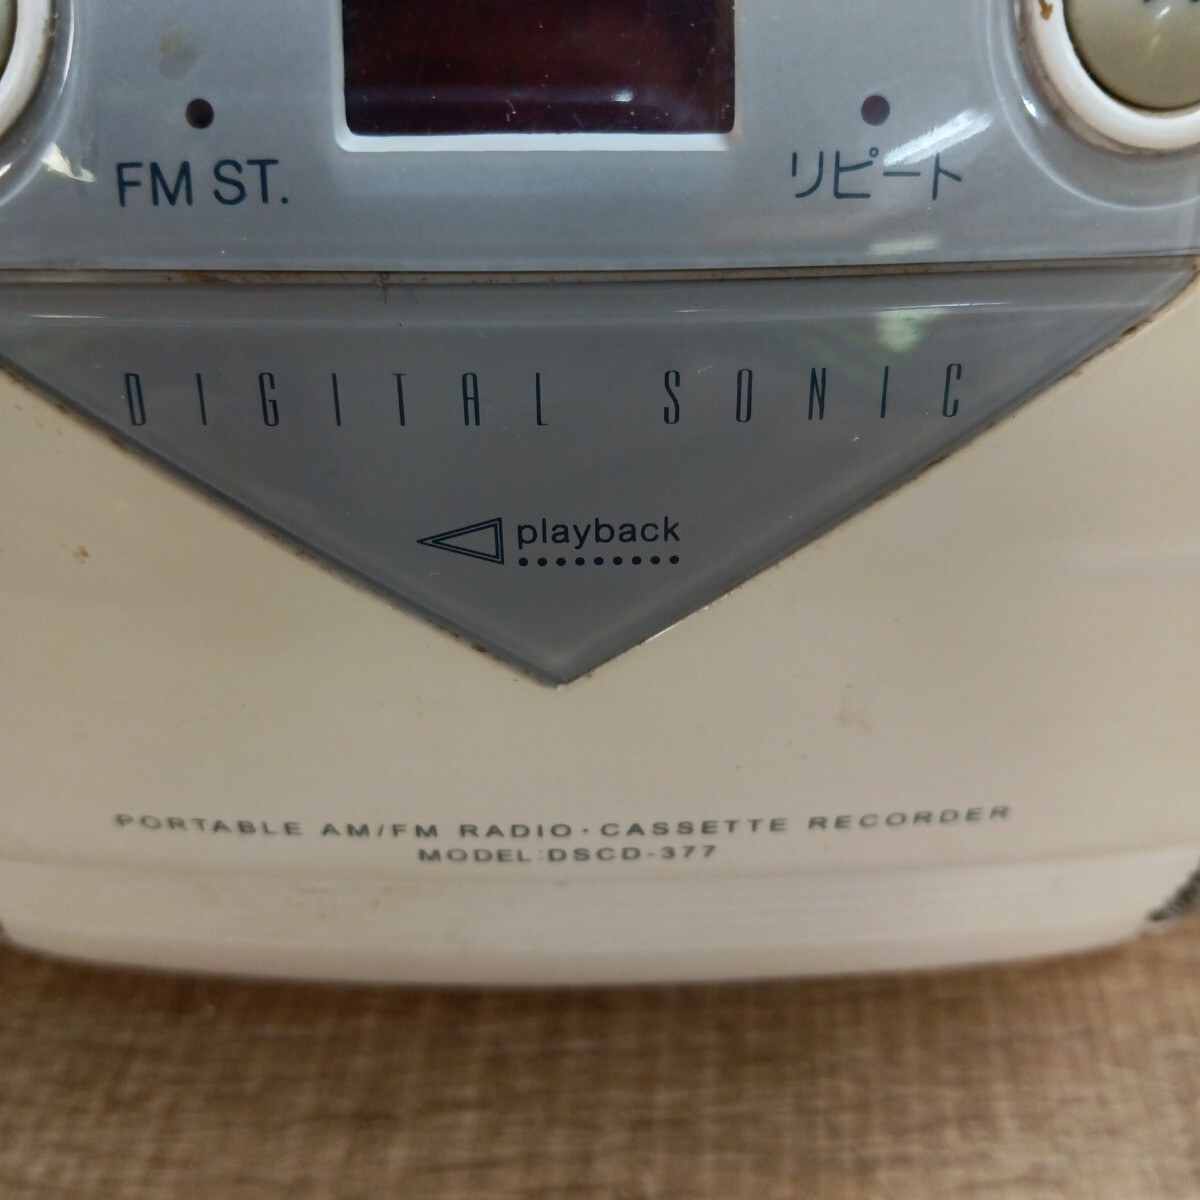 FM ST.
リピート
DIGITAL SONIC
playback
PORTABLE AM/FM RADIO·CASSETTE RECORDER
MODEL:DSCD-377